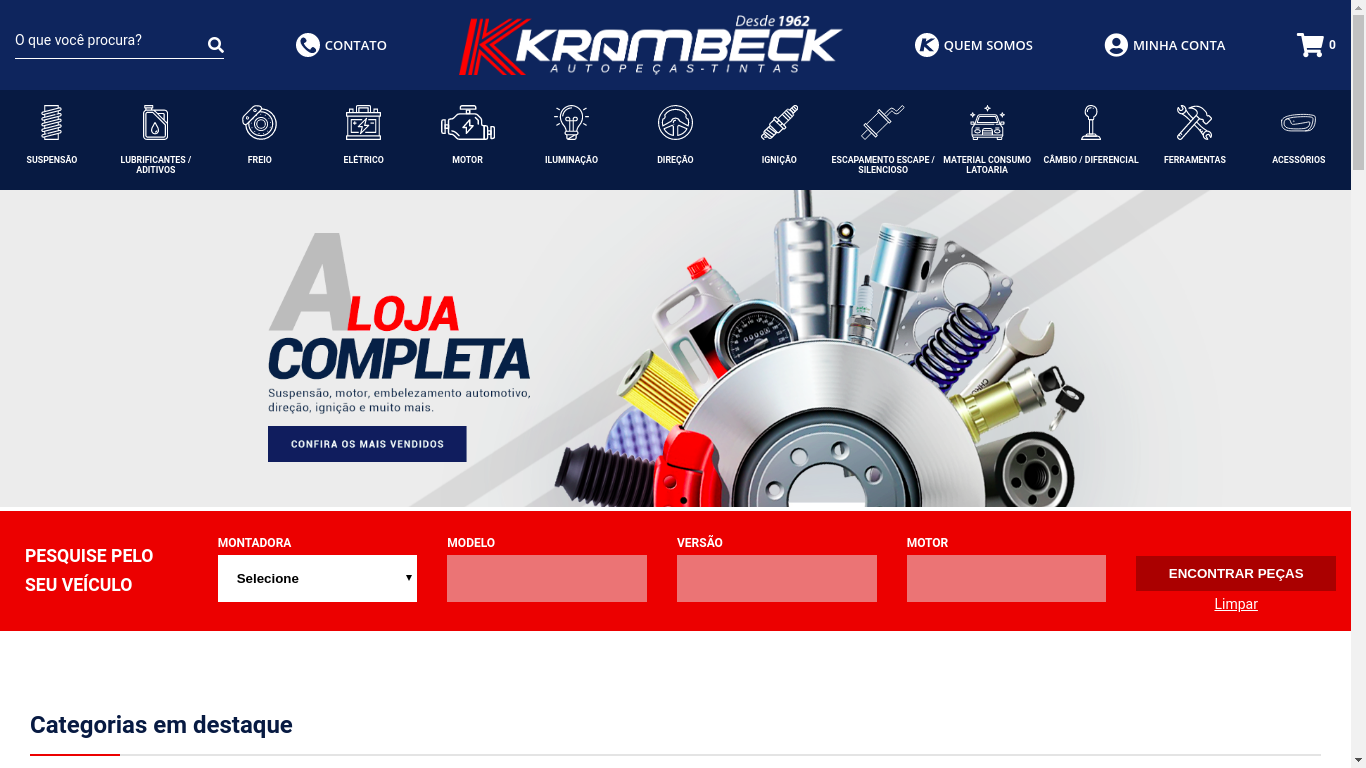 O que você procura?
CONTATO
Desde 1962
KRAMBECK
AUTOPEÇAS-TINTAS
QUEM SOMOS
MINHA CONTA
0
SUSPENSÃO
LUBRIFICANTES /
ADITIVOS
FREIO
ELÉTRICO
MOTOR
ILUMINAÇÃO
DIREÇÃO
IGNIÇÃO
ESCAPAMENTO ESCAPE /
SILENCIOSO
MATERIAL CONSUMO
LATOARIA
CÂMBIO / DIFERENCIAL
FERRAMENTAS
ACESSÓRIOS
A LOJA
COMPLETA
Suspensão, motor, embelezamento automotivo,
direção, ignição e muito mais.
CONFIRA OS MAIS VENDIDOS
PESQUISE PELO
SEU VEÍCULO
MONTADORA
Selecione
MODELO
VERSÃO
MOTOR
ENCONTRAR PEÇAS
Limpar
Categorias em destaque